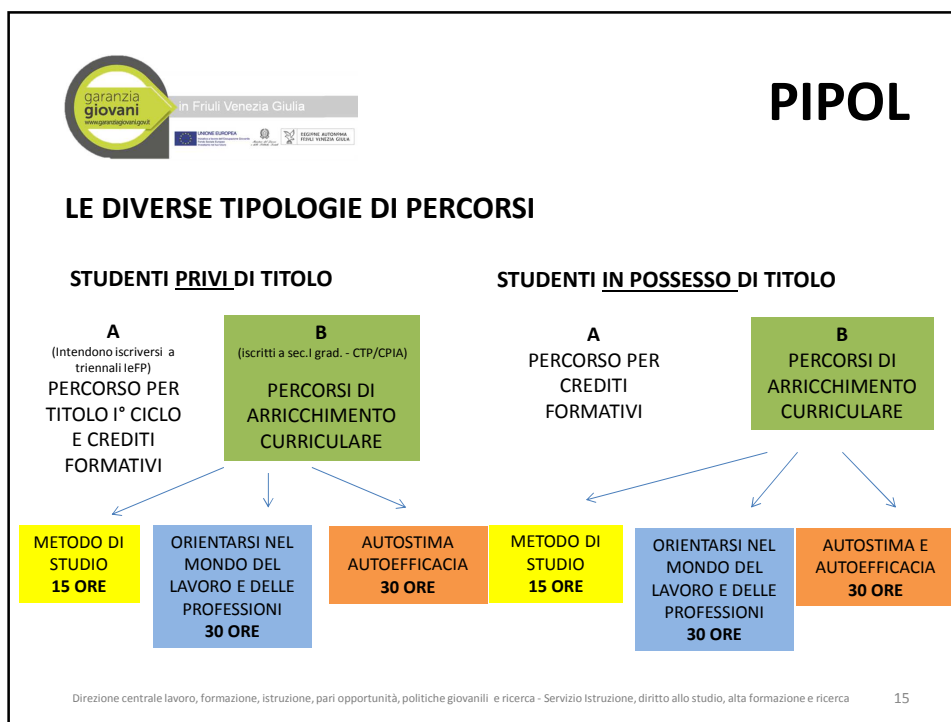 garanzia
giovani
www.garanziagiovani.gov.it
in Friuli Venezia Giulia
UNIONE EUROPEA
REGIONE AUTONOMA
FRIULI VENEZIA GIULIA
PIPOL
LE DIVERSE TIPOLOGIE DI PERCORSI
STUDENTI PRIVI DI TITOLO
A
(Intendono iscriversi a
triennali IeFP)
PERCORSO PER
TITOLO I° CICLO
E CREDITI
FORMATIVI
B
(iscritti a sec.I grad. - CTP/CPIA)
PERCORSI DI
ARRICCHIMENTO
CURRICULARE
METODO DI
STUDIO
15 ORE
ORIENTARSI NEL
MONDO DEL
LAVORO E DELLE
PROFESSIONI
30 ORE
AUTOSTIMA
AUTOEFFICACIA
30 ORE
STUDENTI IN POSSESSO DI TITOLO
A
PERCORSO PER
CREDITI
FORMATIVI
B
PERCORSI DI
ARRICCHIMENTO
CURRICULARE
METODO DI
STUDIO
15 ORE
ORIENTARSI NEL
MONDO DEL
LAVORO E DELLE
PROFESSIONI
30 ORE
AUTOSTIMA E
AUTOEFFICACIA
30 ORE
Direzione centrale lavoro, formazione, istruzione, pari opportunità, politiche giovanili e ricerca - Servizio Istruzione, diritto allo studio, alta formazione e ricerca
15